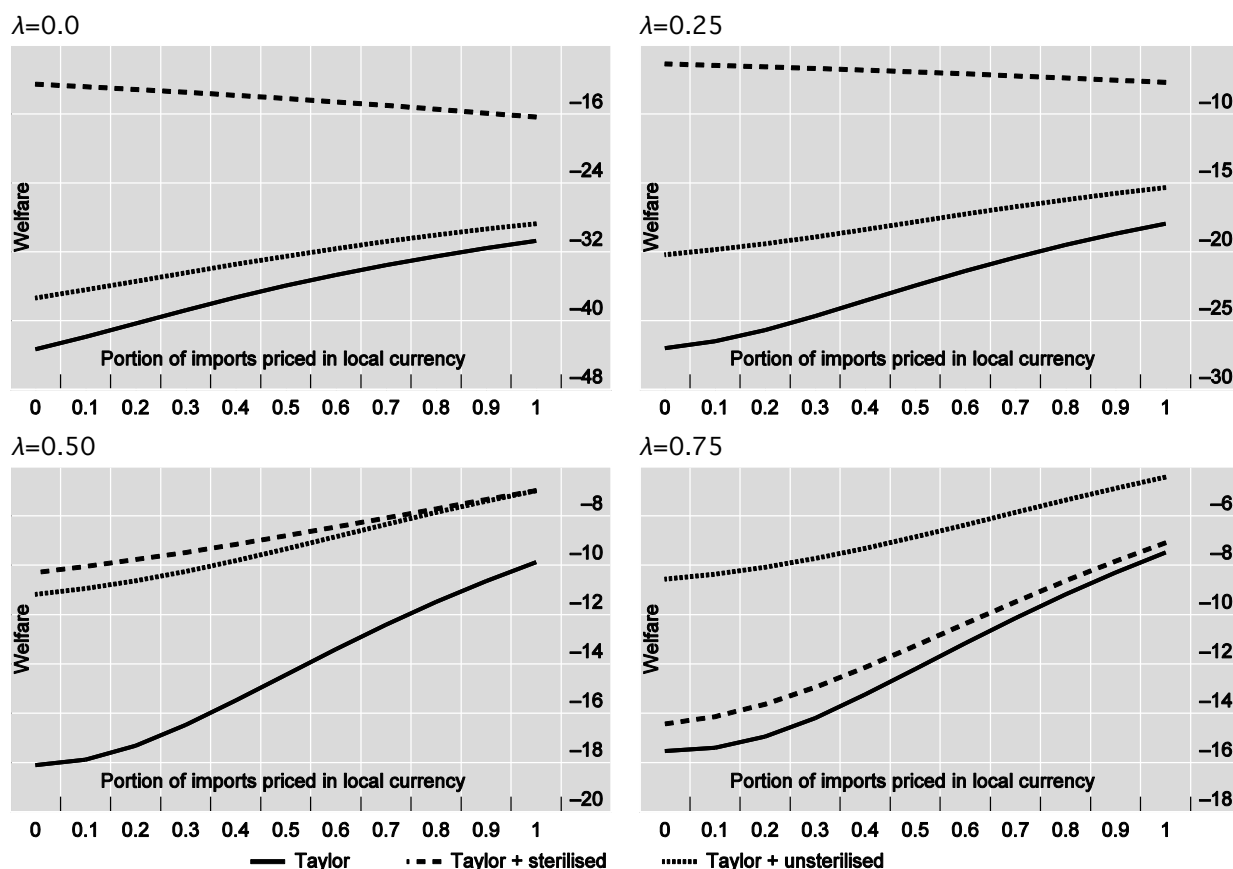 λ=0.0
Welfare
–16
–24
–32
–40
–48
Portion of imports priced in local currency
0 0.1 0.2 0.3 0.4 0.5 0.6 0.7 0.8 0.9 1
λ=0.25
Welfare
–10
–15
–20
–25
–30
Portion of imports priced in local currency
0 0.1 0.2 0.3 0.4 0.5 0.6 0.7 0.8 0.9 1
λ=0.50
Welfare
–8
–10
–12
–14
–16
–18
–20
Portion of imports priced in local currency
0 0.1 0.2 0.3 0.4 0.5 0.6 0.7 0.8 0.9 1
λ=0.75
Welfare
–6
–8
–10
–12
–14
–16
–18
Portion of imports priced in local currency
0 0.1 0.2 0.3 0.4 0.5 0.6 0.7 0.8 0.9 1
Taylor Taylor + sterilised Taylor + unsterilised